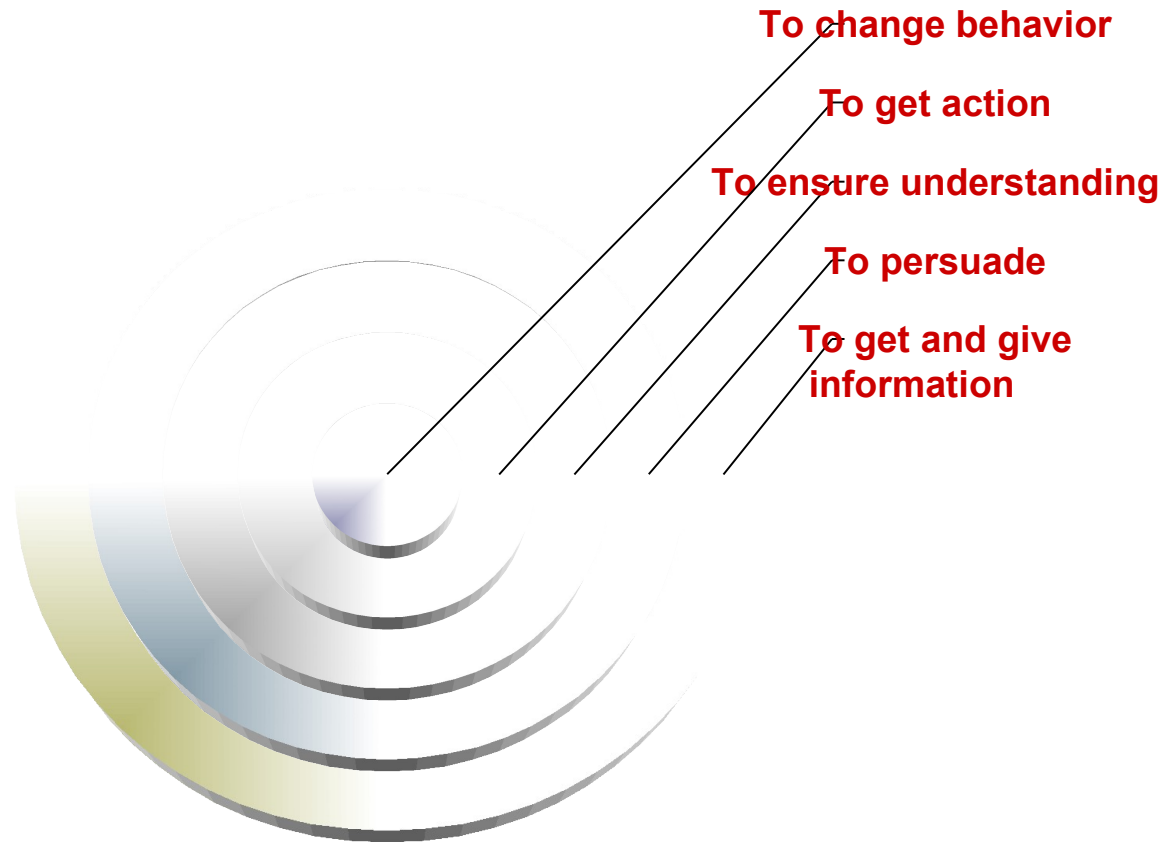 To change behavior
To get action
To ensure understanding
To persuade
To get and give
information